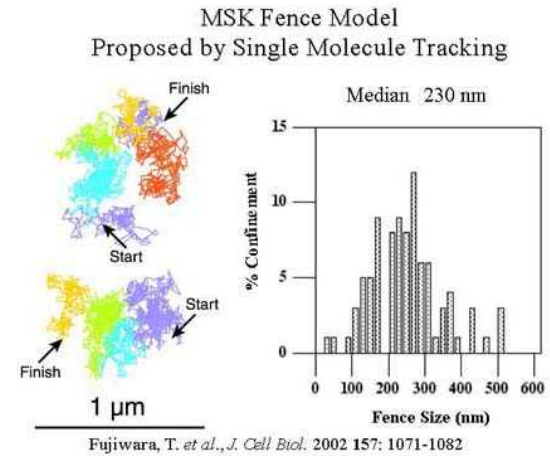 MSK Fence Model
Proposed by Single Molecule Tracking
Finish
Start
Start
Finish
1 μm
Median 230 nm
% Confinement
15
10
5
0
0 100 200 300 400 500 600
Fence Size (nm)
Fujiwara, T. et al., J. Cell Biol. 2002 157: 1071-1082